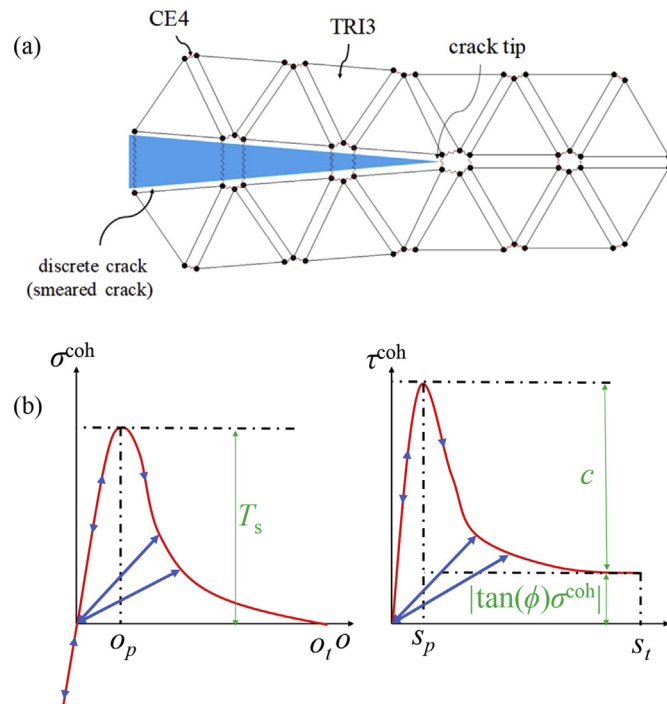 (a)
CE4
TRI3
crack tip
discrete crack
(smeared crack)
(b)
σ^coh
T_s
o_p
o_t
o
τ^coh
c
|tan(ϕ)σ^coh|
s_p
s_t